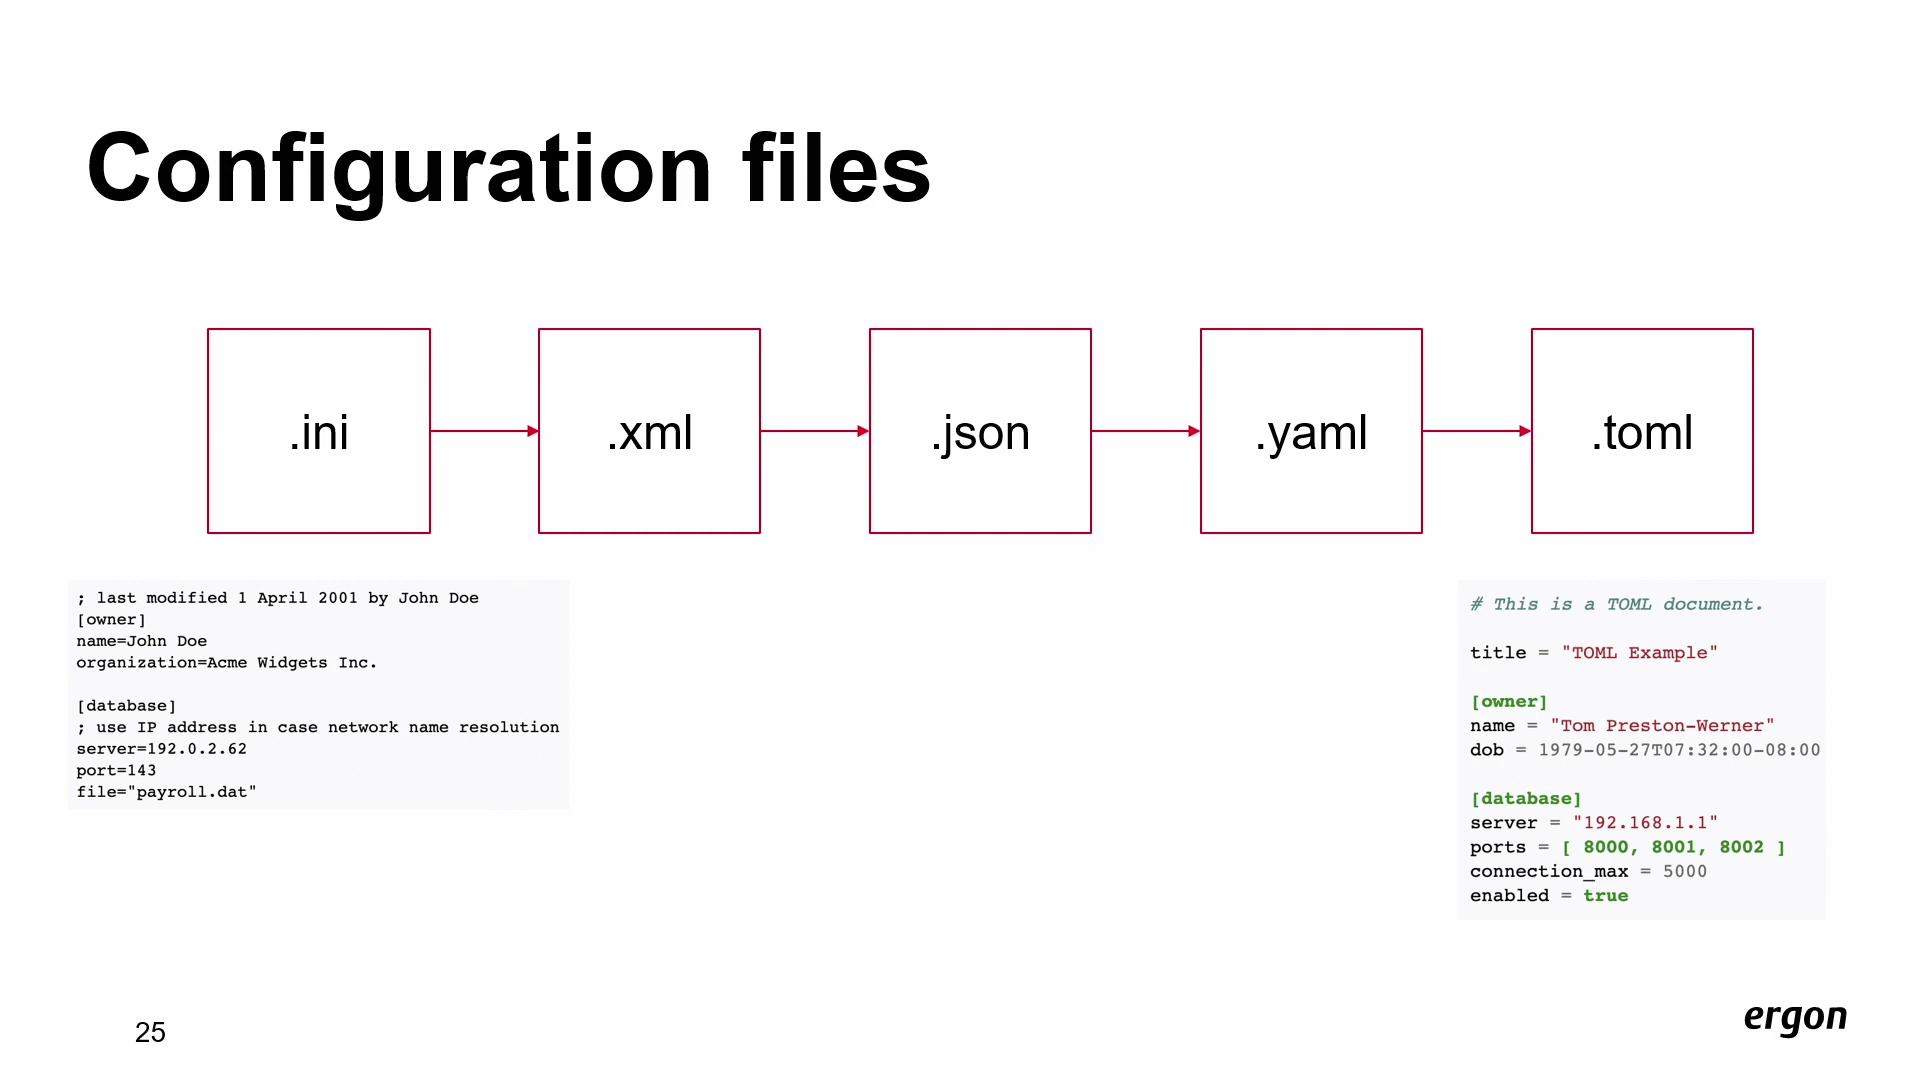 Configuration files
.ini
.xml
.json
.yaml
.toml
; last modified 1 April 2001 by John Doe
[owner]
name=John Doe
organization=Acme Widgets Inc.
[database]
; use IP address in case network name resolution
server=192.0.2.62
port=143
file="payroll.dat"
# This is a TOML document.
title = "TOML Example"
[owner]
name = "Tom Preston-Werner"
dob = 1979-05-27T07:32:00-08:00
[database]
server = "192.168.1.1"
ports = [ 8000, 8001, 8002 ]
connection_max = 5000
enabled = true
25
ergon